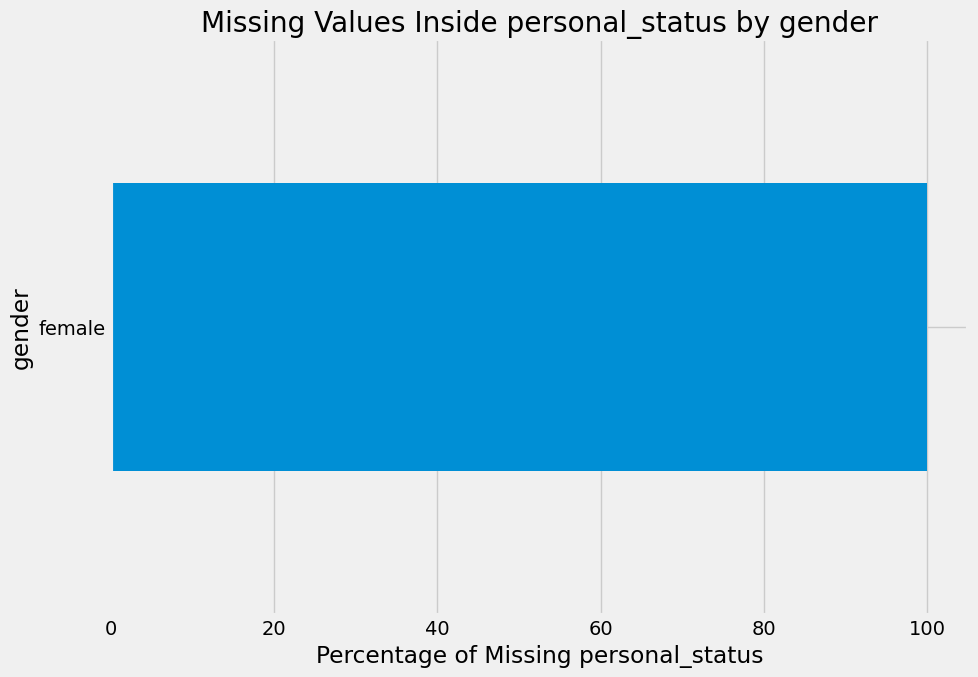 Missing Values Inside personal_status by gender
gender
female
0 20 40 60 80 100
Percentage of Missing personal_status